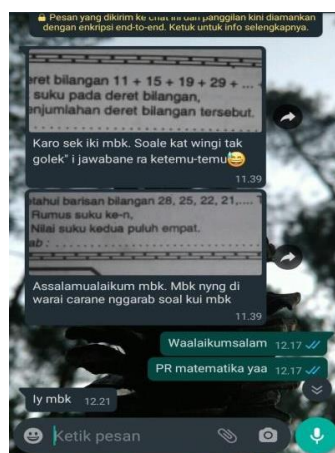 Pesan yang dikirim ke chat ini dan panggilan kini diamankan
dengan enkripsi end-to-end. Ketuk untuk info selengkapnya.
eret bilangan 11 + 15 + 19 + 29 + ...
suku pada deret bilangan,
enjumlahan deret bilangan tersebut.
Karo sek iki mbk. Soale kat wingi tak
golek" i jawabane ra ketemu-temu😅
11.39
tahui barisan bilangan 28, 25, 22, 21,....
Rumus suku ke-n,
Nilai suku kedua puluh empat.
ab :
Assalamualaikum mbk. Mbk nyng di
warai carane nggarab soal kui mbk
11.39
Waalaikumsalam 12.17
PR matematika yaa 12.17
Iy mbk 12.21
Ketik pesan